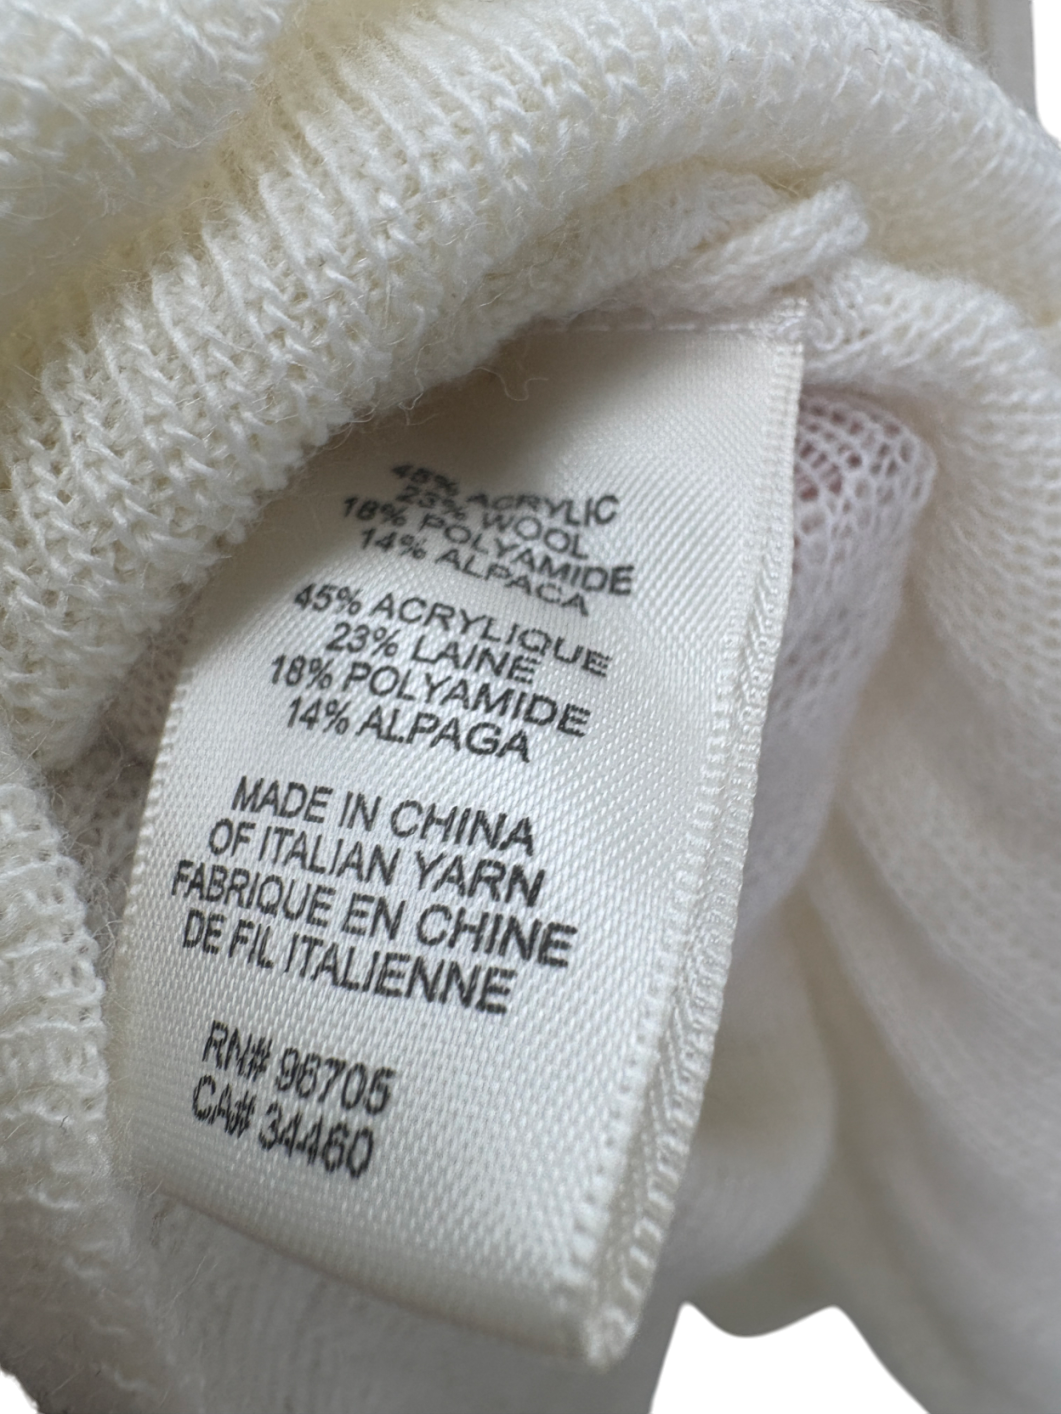 45% ACRYLIC
23% WOOL
18% POLYAMIDE
14% ALPACA
45% ACRYLIQUE
23% LAINE
18% POLYAMIDE
14% ALPAGA
MADE IN CHINA
OF ITALIAN YARN
FABRIQUE EN CHINE
DE FIL ITALIENNE
RN# 96705
CA# 34460